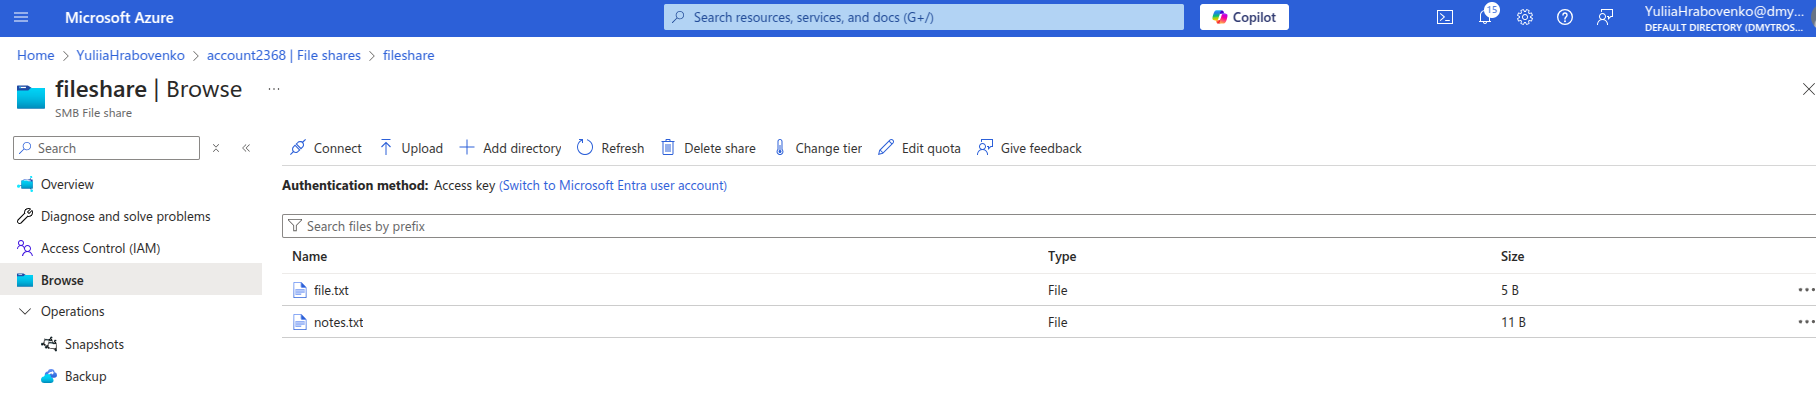 Microsoft Azure
Search resources, services, and docs (G+/)
Copilot
15
YuliiaHrabovenko@dmy...
DEFAULT DIRECTORY (DMYTROS...
Home > YuliiaHrabovenko > account2368 | File shares > fileshare
fileshare | Browse ...
SMB File share
Search
Connect Upload Add directory Refresh Delete share Change tier Edit quota Give feedback
Overview
Diagnose and solve problems
Access Control (IAM)
Browse
Operations
Snapshots
Backup
Authentication method: Access key (Switch to Microsoft Entra user account)
Search files by prefix
Name Type Size
file.txt File 5 B
notes.txt File 11 B